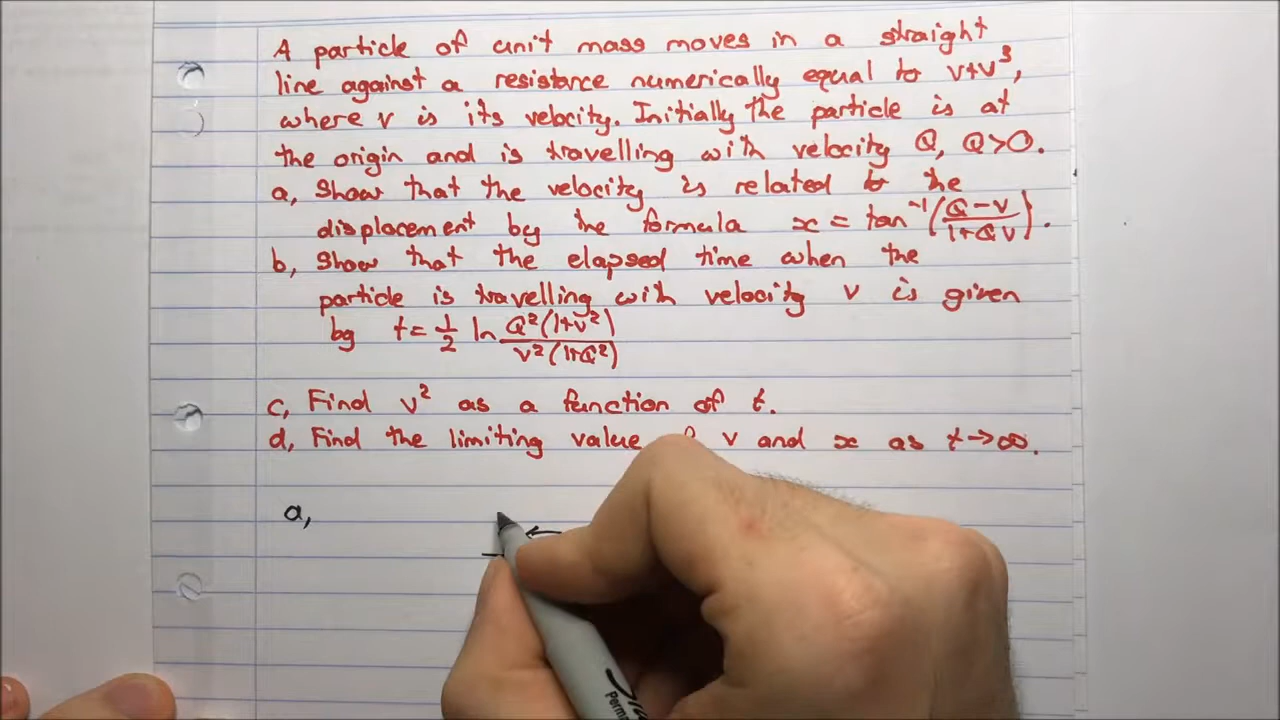 A particle of unit mass moves in a straight
line against a resistance numerically equal to v+v³,
where v is its velocity. Initially the particle is at
the origin and is travelling with velocity Q, Q>0.
a, Show that the velocity is related to the
displacement by the formula x = tan⁻¹(Q-v/1+Qv).
b, Show that the elapsed time when the
particle is travelling with velocity v is given
by t = 1/2 ln Q²(1+v²)/v²(1+Q²)
c, Find v² as a function of t.
d, Find the limiting value v and x as t→∞.
a,